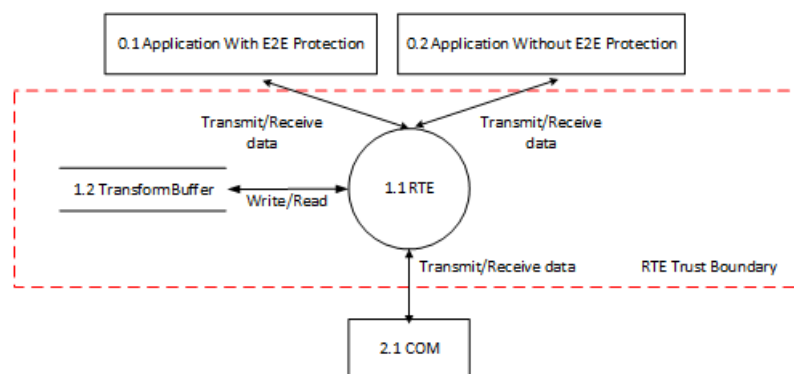 0.1 Application With E2E Protection
0.2 Application Without E2E Protection
Transmit/Receive
data
Transmit/Receive
data
1.2 TransformBuffer
Write/Read
1.1 RTE
Transmit/Receive data
RTE Trust Boundary
2.1 COM